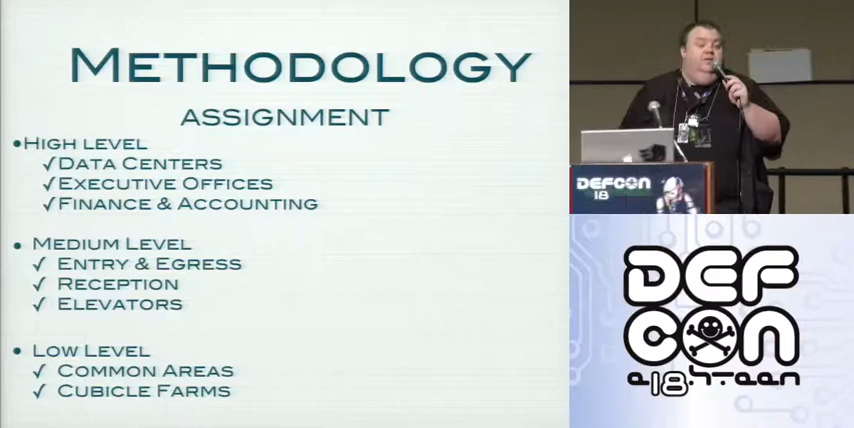 METHODOLOGY
ASSIGNMENT
•HIGH LEVEL
✓DATA CENTERS
✓EXECUTIVE OFFICES
✓FINANCE & ACCOUNTING
• MEDIUM LEVEL
✓ ENTRY & EGRESS
✓ RECEPTION
✓ ELEVATORS
• LOW LEVEL
✓ COMMON AREAS
✓ CUBICLE FARMS
DEFCON
18
DEF
CON
e18hteen